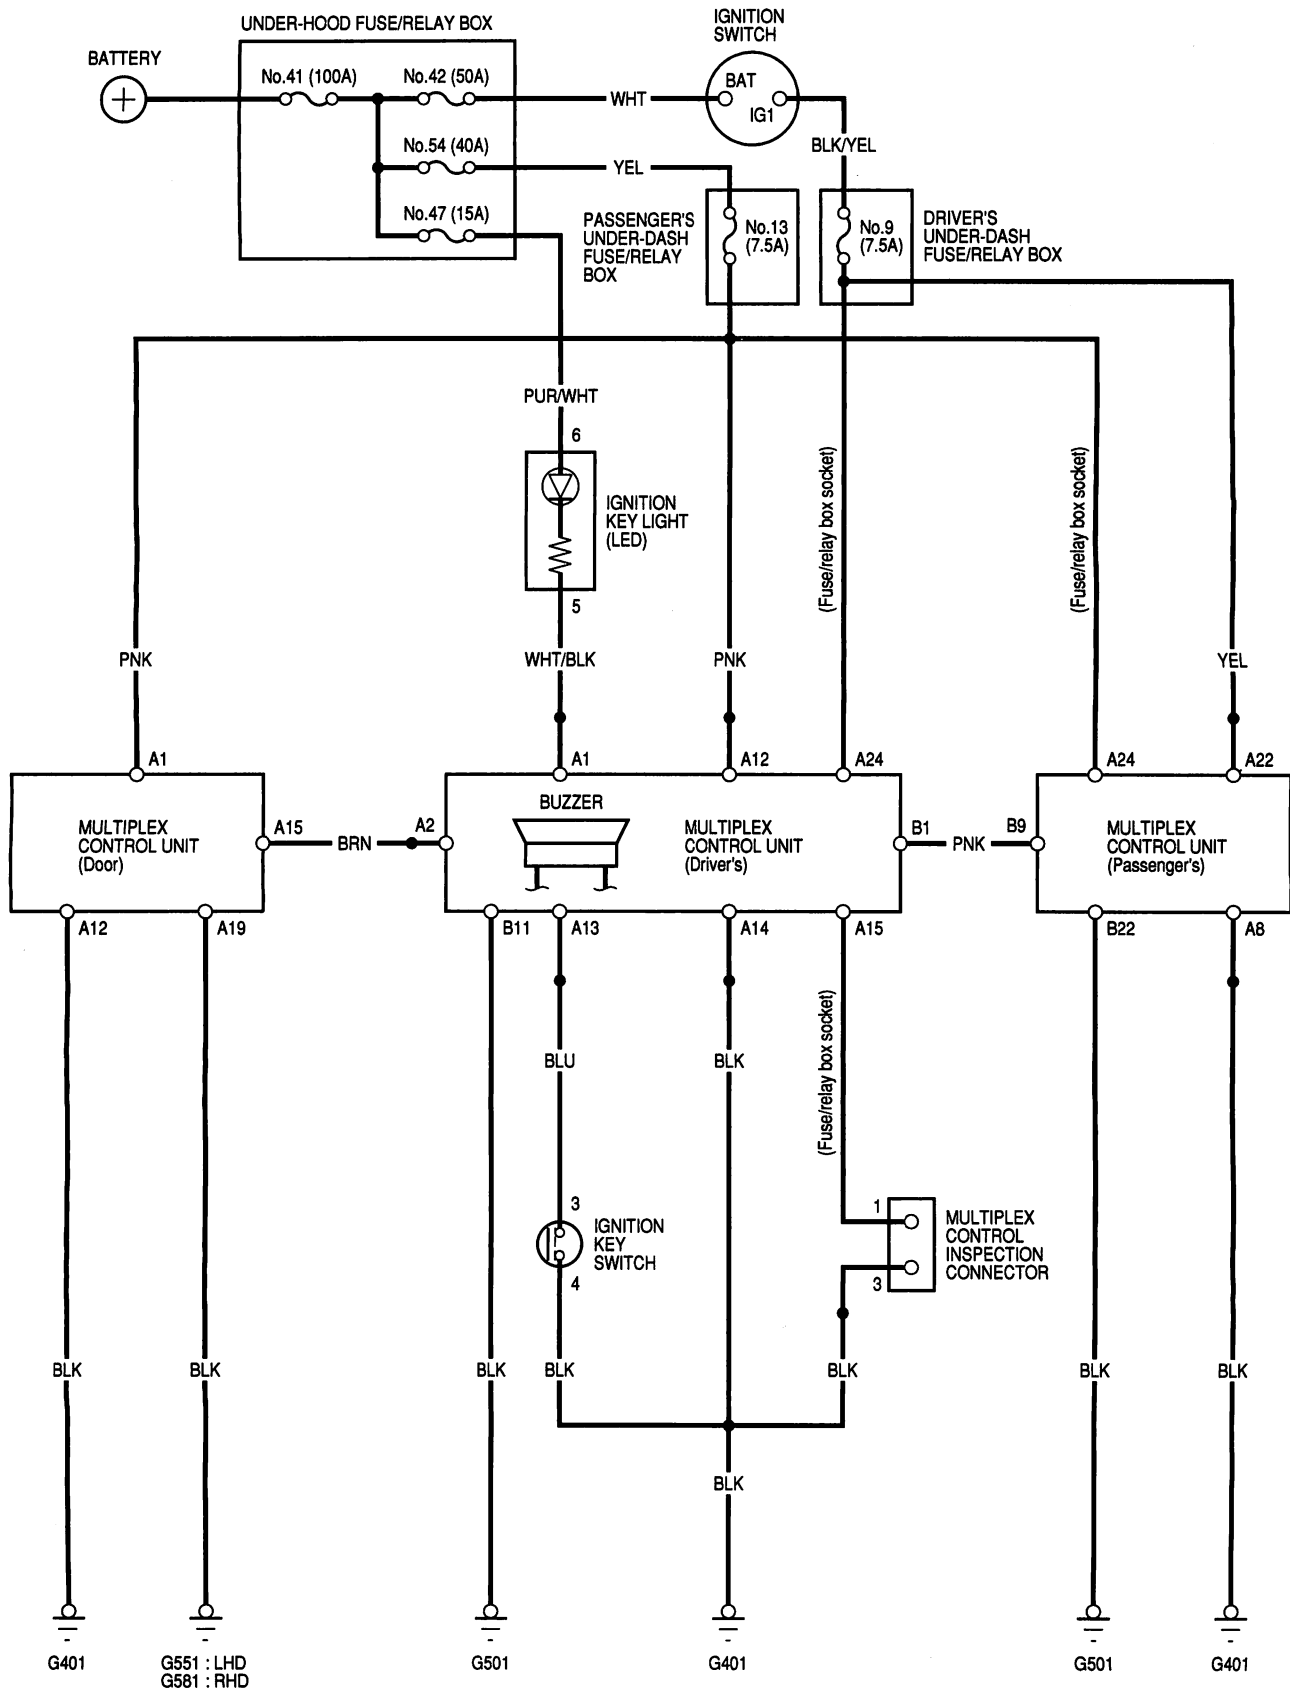 UNDER-HOOD FUSE/RELAY BOX
IGNITION
SWITCH
BATTERY
No.41 (100A)
No.42 (50A)
WHT
BAT
IG1
No.54 (40A)
YEL
BLK/YEL
No.47 (15A)
PASSENGER'S
UNDER-DASH
FUSE/RELAY
BOX
No.13
(7.5A)
No.9
(7.5A)
DRIVER'S
UNDER-DASH
FUSE/RELAY BOX
PUR/WHT
6
IGNITION
KEY LIGHT
(LED)
5
(Fuse/relay box socket)
(Fuse/relay box socket)
PNK
WHT/BLK
PNK
YEL
A1
A1
A12
A24
A24
A22
MULTIPLEX
CONTROL UNIT
(Door)
A15
BRN
A2
BUZZER
MULTIPLEX
CONTROL UNIT
(Driver's)
B1
PNK
B9
MULTIPLEX
CONTROL UNIT
(Passenger's)
A12
A19
B11
A13
A14
A15
B22
A8
BLU
BLK
(Fuse/relay box socket)
3
IGNITION
KEY
SWITCH
4
1
3
MULTIPLEX
CONTROL
INSPECTION
CONNECTOR
BLK
BLK
BLK
BLK
BLK
BLK
BLK
BLK
G401
G551 : LHD
G581 : RHD
G501
G401
G501
G401